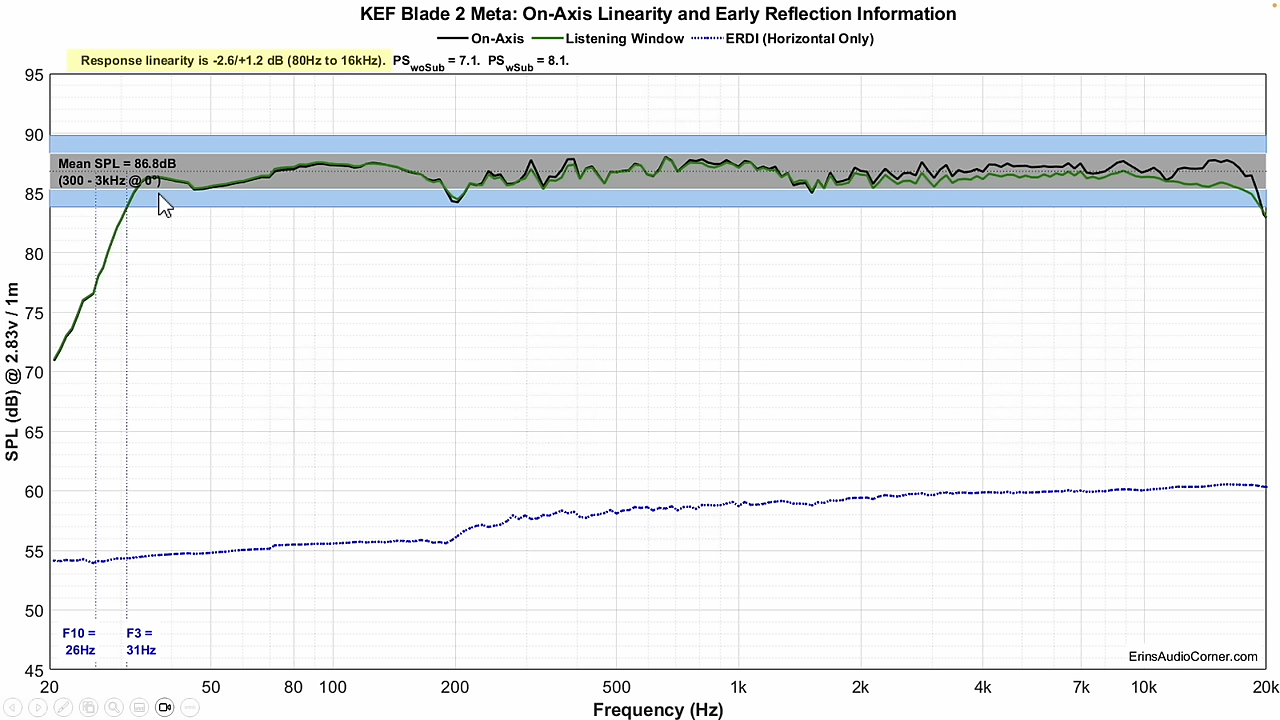 KEF Blade 2 Meta: On-Axis Linearity and Early Reflection Information
On-Axis Listening Window ERDI (Horizontal Only)
Response linearity is -2.6/+1.2 dB (80Hz to 16kHz). PSwoSub = 7.1. PSwSub = 8.1.
95
90
Mean SPL = 86.8dB
(300 - 3kHz @ 0°)
85
80
75
70
65
60
55
50
45
SPL (dB) @ 2.83v / 1m
F10 = F3 =
26Hz 31Hz
ErinsAudioCorner.com
20 50 80 100 200 500 1k 2k 4k 7k 10k 20k
Frequency (Hz)